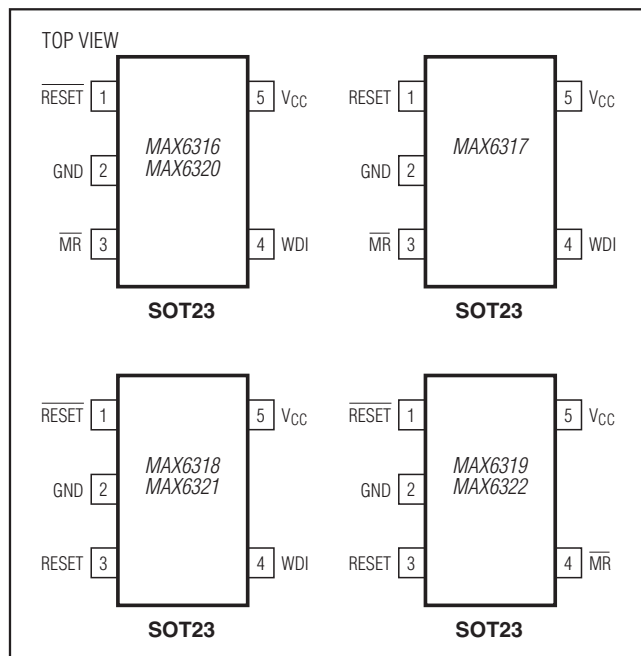 TOP VIEW
RESET 1 5 VCC RESET 1 5 VCC
MAX6316 MAX6317
MAX6320
GND 2 GND 2
MR 3 4 WDI MR 3 4 WDI
SOT23 SOT23
RESET 1 5 VCC RESET 1 5 VCC
MAX6318 MAX6319
MAX6321 MAX6322
GND 2 GND 2
RESET 3 4 WDI RESET 3 4 MR
SOT23 SOT23